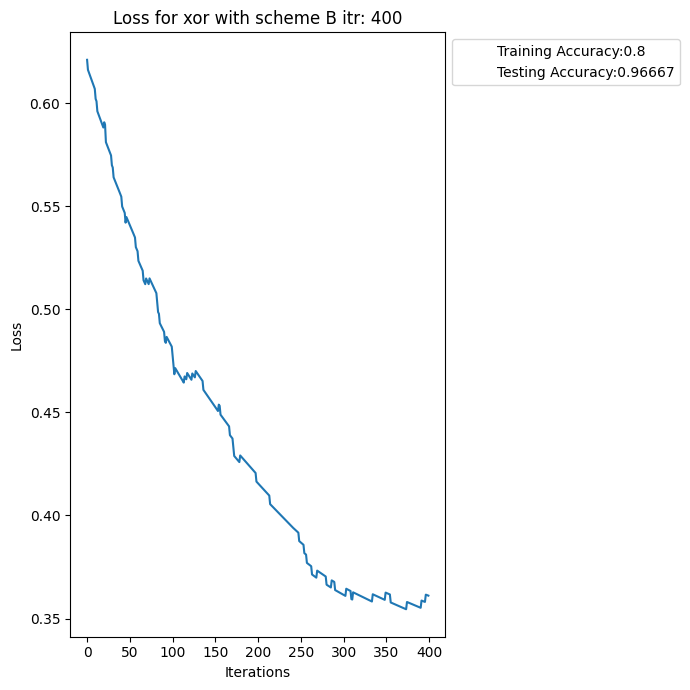 Loss for xor with scheme B itr: 400
Training Accuracy:0.8
Testing Accuracy:0.96667
0.60
0.55
0.50
0.45
0.40
0.35
Loss
0 50 100 150 200 250 300 350 400
Iterations